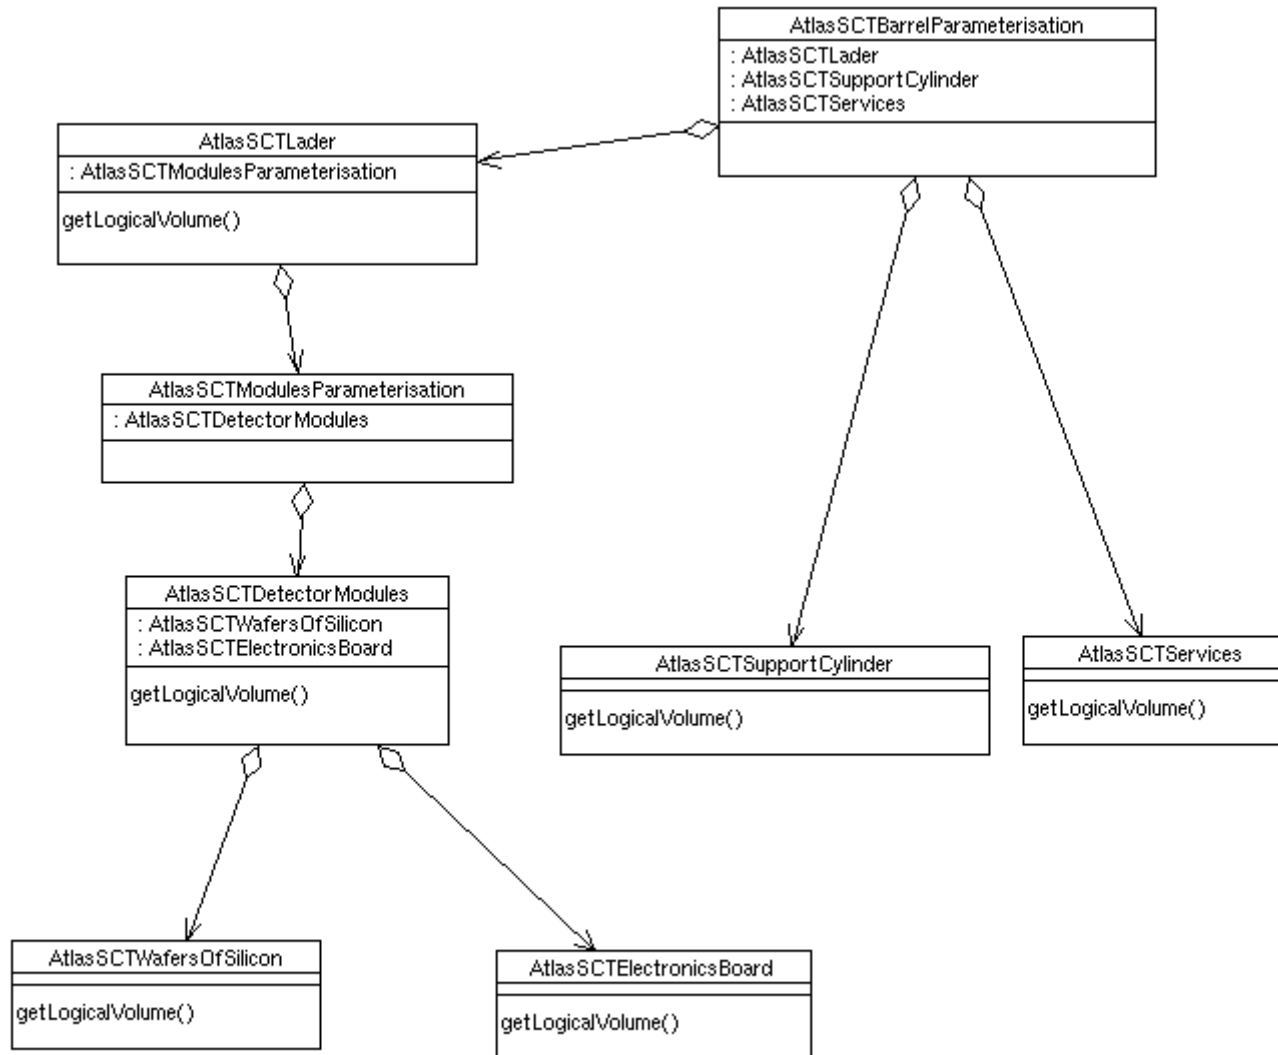 AtlasSCTBarrelParameterisation
: AtlasSCTLader
: AtlasSCTSupportCylinder
: AtlasSCTServices
AtlasSCTLader
: AtlasSCTModulesParameterisation
getLogicalVolume()
AtlasSCTModulesParameterisation
: AtlasSCTDetectorModules
AtlasSCTDetectorModules
: AtlasSCTWafersOfSilicon
: AtlasSCTElectronicsBoard
getLogicalVolume()
AtlasSCTSupportCylinder
getLogicalVolume()
AtlasSCTServices
getLogicalVolume()
AtlasSCTWafersOfSilicon
getLogicalVolume()
AtlasSCTElectronicsBoard
getLogicalVolume()